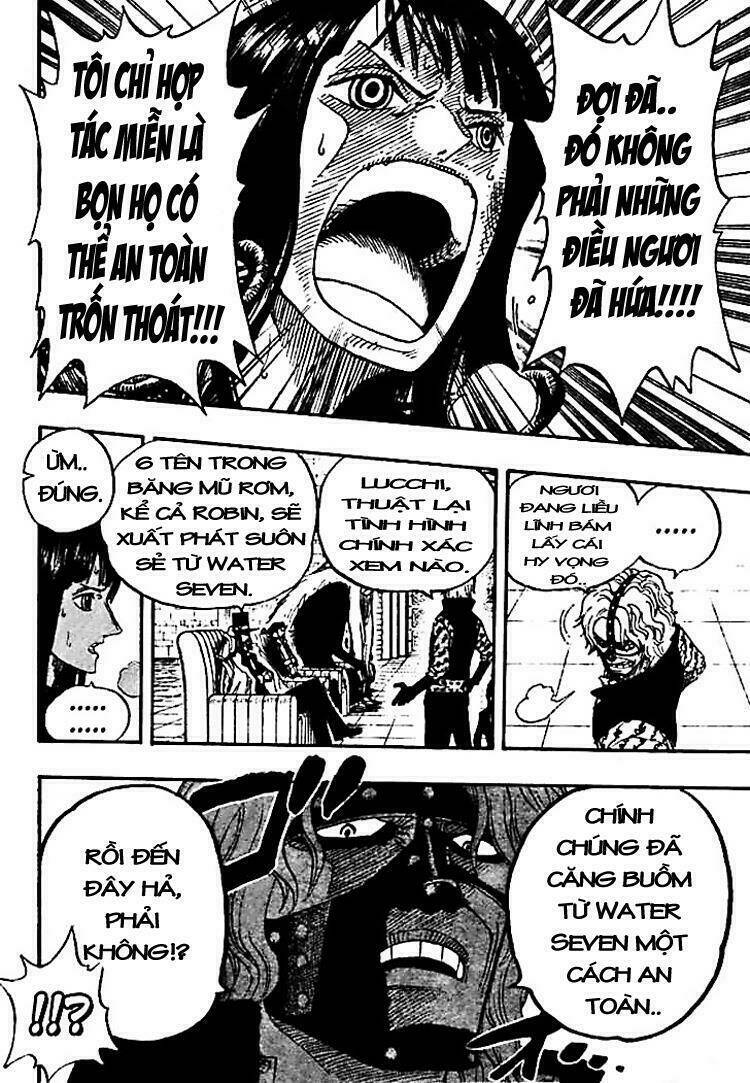 ĐỢI ĐÃ..
ĐÓ KHÔNG
PHẢI NHỮNG
ĐIỀU NGƯƠI
ĐÃ HỨA!!!!
TÔI CHỈ HỢP
TÁC MIỄN LÀ
BỌN HỌ CÓ
THỂ AN TOÀN
TRỐN THOÁT!!!
.....
NGƯƠI
ĐANG LIỀU
LĨNH BÁM
LẤY CÁI
HY VỌNG
ĐÓ..
LUCCHI,
THUẬT LẠI
TÌNH HÌNH
CHÍNH XÁC
XEM NÀO.
6 TÊN TRONG
BĂNG MŨ RƠM,
KỂ CẢ ROBIN, SẼ
XUẤT PHÁT SUÔN
SẺ TỪ WATER
SEVEN.
ỪM..
ĐÚNG.
.....
.....
CHÍNH
CHÚNG ĐÃ
CĂNG BUỒM
TỪ WATER
SEVEN MỘT
CÁCH AN
TOÀN..
RỒI ĐẾN
ĐÂY HẢ,
PHẢI
KHÔNG!?
!!?